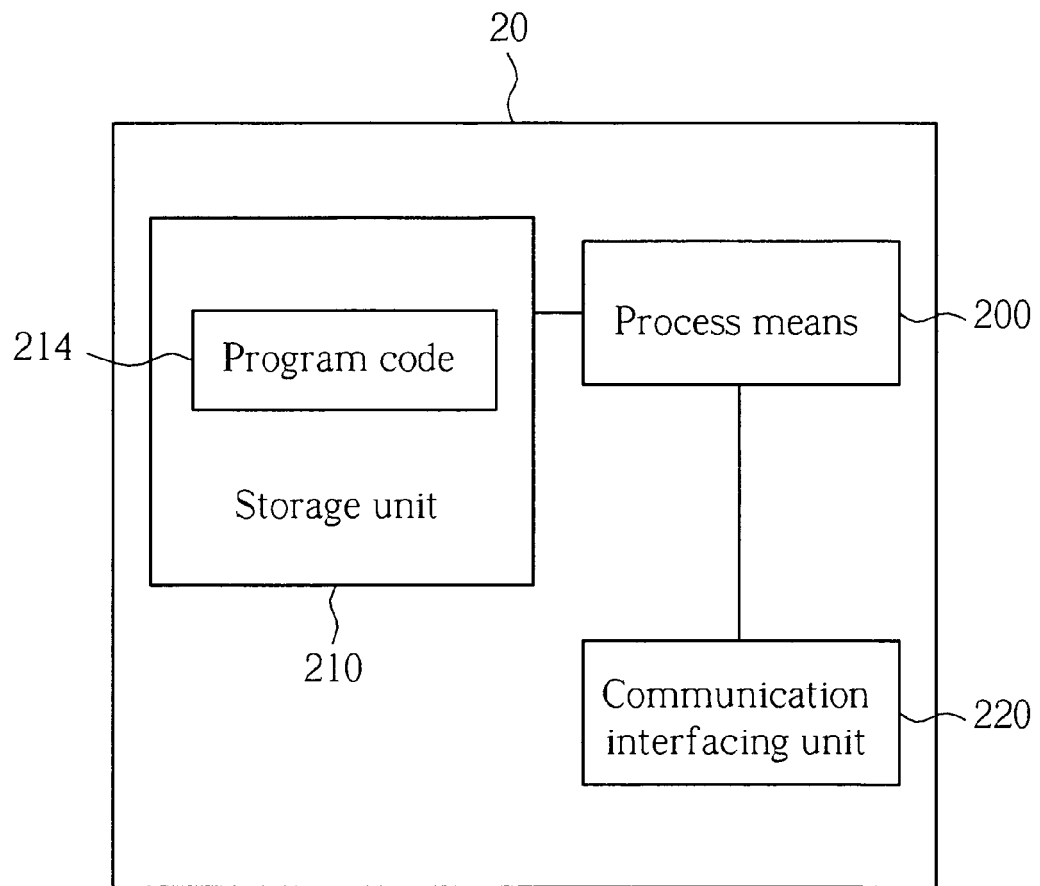 20
Process means
200
214
Program code
Storage unit
210
Communication
interfacing unit
220